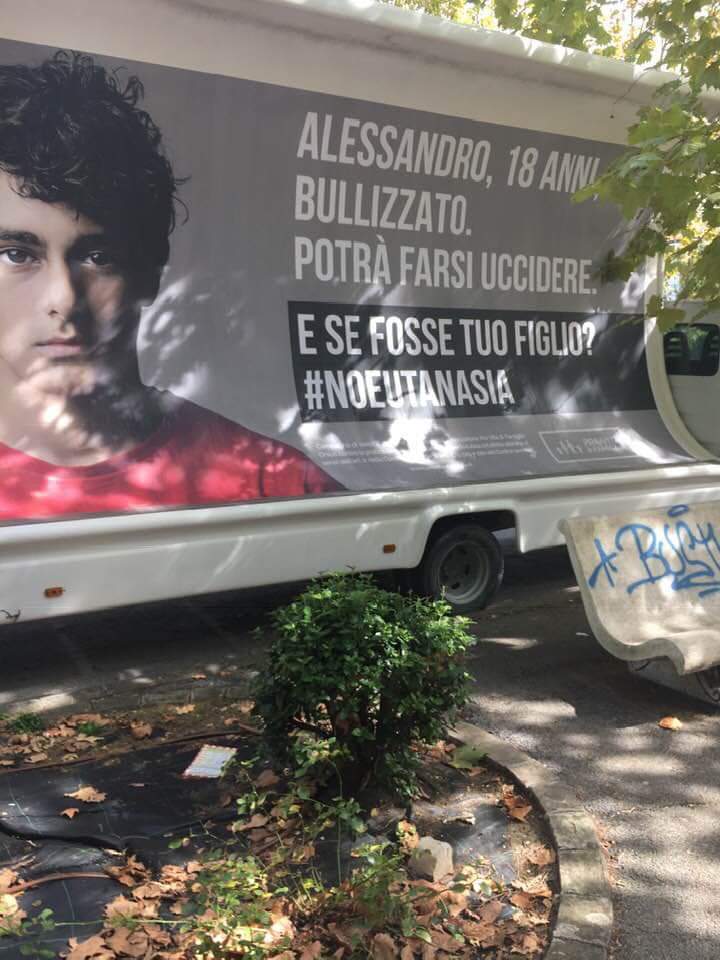 ALESSANDRO, 18 ANNI,
BULLIZZATO.
POTRÀ FARSI UCCIDERE.
E SE FOSSE TUO FIGLIO?
#NOEUTANASIA